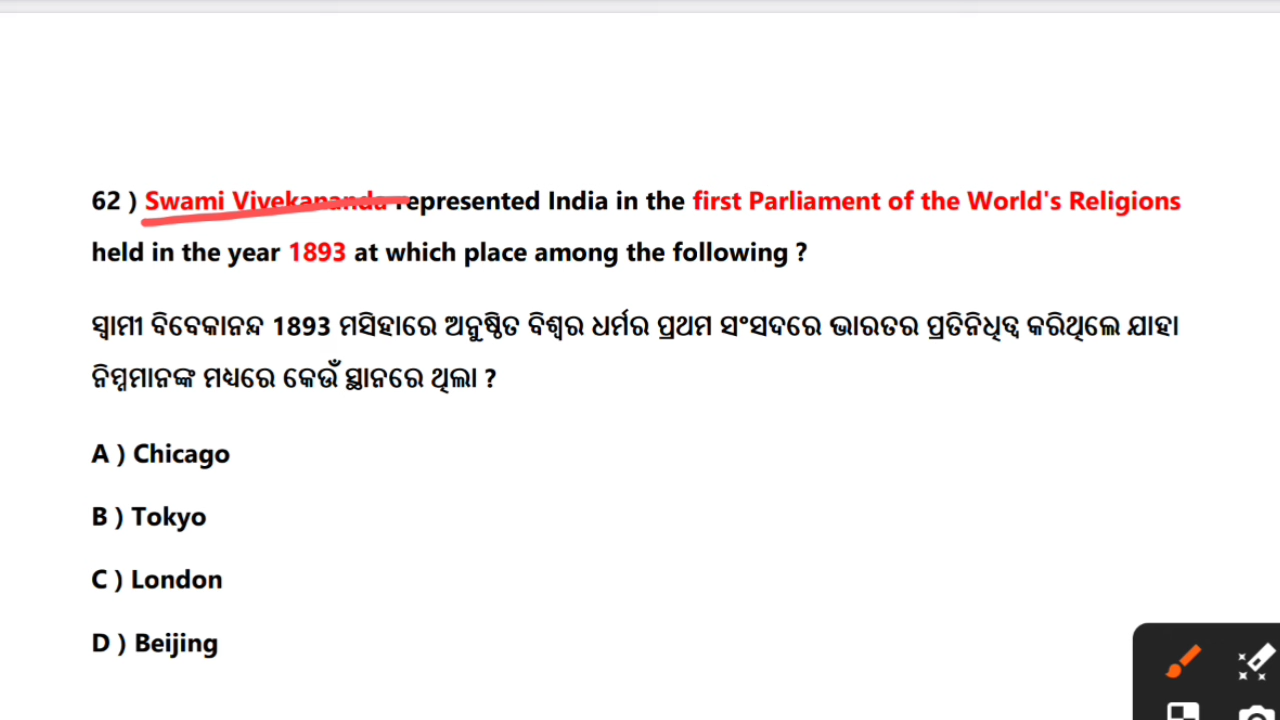 62 ) Swami Vivekananda represented India in the first Parliament of the World's Religions
held in the year 1893 at which place among the following ?
ସ୍ୱାମୀ ବିବେକାନନ୍ଦ 1893 ମସିହାରେ ଅନୁଷ୍ଠିତ ବିଶ୍ୱର ଧର୍ମର ପ୍ରଥମ ସଂସଦରେ ଭାରତର ପ୍ରତିନିଧିତ୍ୱ କରିଥିଲେ ଯାହା
ନିମ୍ନମାନଙ୍କ ମଧ୍ୟରେ କେଉଁ ସ୍ଥାନରେ ଥିଲା ?
A ) Chicago
B ) Tokyo
C ) London
D ) Beijing